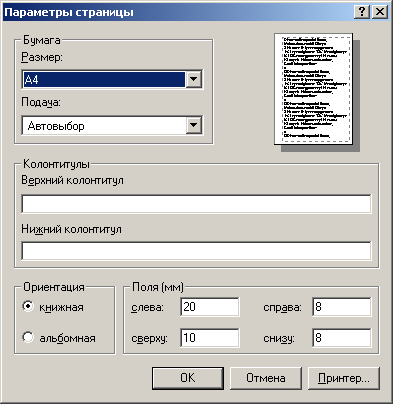 Параметры страницы
Бумага
Размер:
A4
Подача:
Автовыбор
Колонтитулы
Верхний колонтитул
Нижний колонтитул
Ориентация
книжная
альбомная
Поля (мм)
слева: 20 справа: 8
сверху: 10 снизу: 8
OK Отмена Принтер...